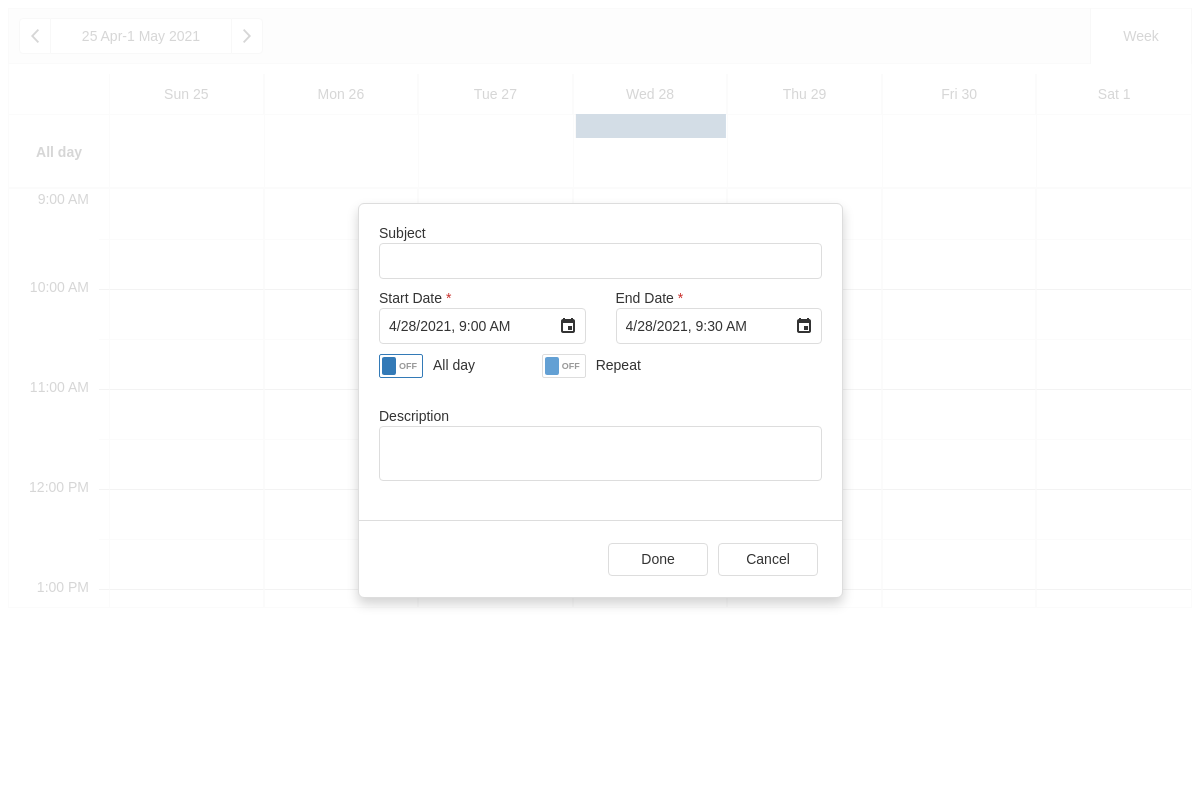 25 Apr-1 May 2021
Week
Sun 25
Mon 26
Tue 27
Wed 28
Thu 29
Fri 30
Sat 1
All day
9:00 AM
10:00 AM
11:00 AM
12:00 PM
1:00 PM
Subject
Start Date *
End Date *
4/28/2021, 9:00 AM
4/28/2021, 9:30 AM
OFF All day
OFF Repeat
Description
Done
Cancel